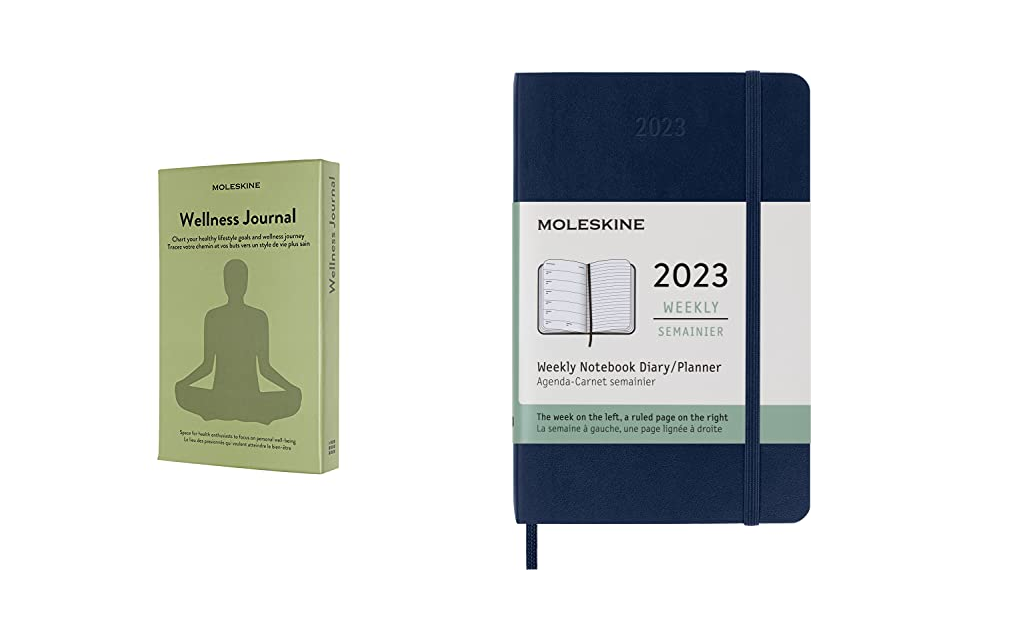 MOLESKINE
Wellness Journal
Chart your healthy lifestyle goals and wellness journey
Tracez votre chemin et vos buts vers un style de vie plus sain
Space for health enthusiasts to focus on personal well-being
Le lieu des passionnés qui veulent atteindre le bien-être
Wellness Journal
2023
MOLESKINE
2023
WEEKLY
SEMAINIER
Weekly Notebook Diary/Planner
Agenda-Carnet semainier
The week on the left, a ruled page on the right
La semaine à gauche, une page lignée à droite